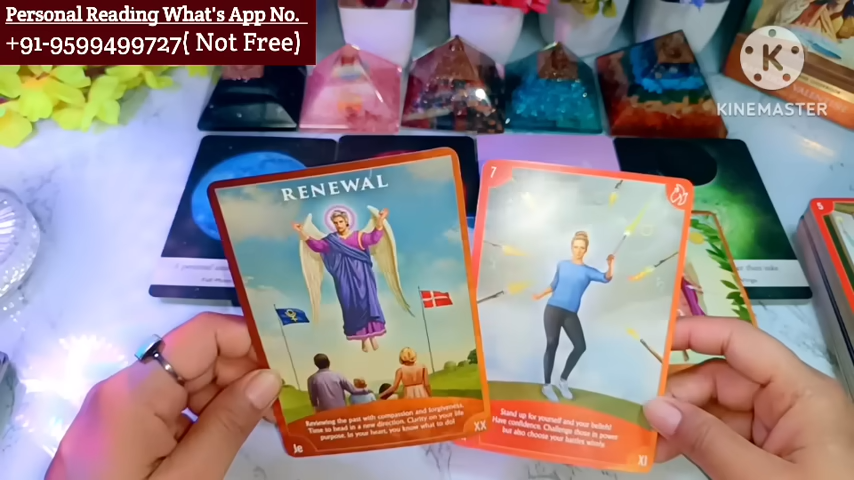 Personal Reading What's App No.
+91-9599499727( Not Free)
K
KINEMASTER
RENEWAL
Reviewing the past with compassion and forgiveness.
Time to head in a new direction. Clarity on your life
purpose. In your heart, you know what to do!
XX
7
Stand up for yourself and your beliefs!
Have confidence. Challenge those in power
but also choose your battles wisely.
XI
5